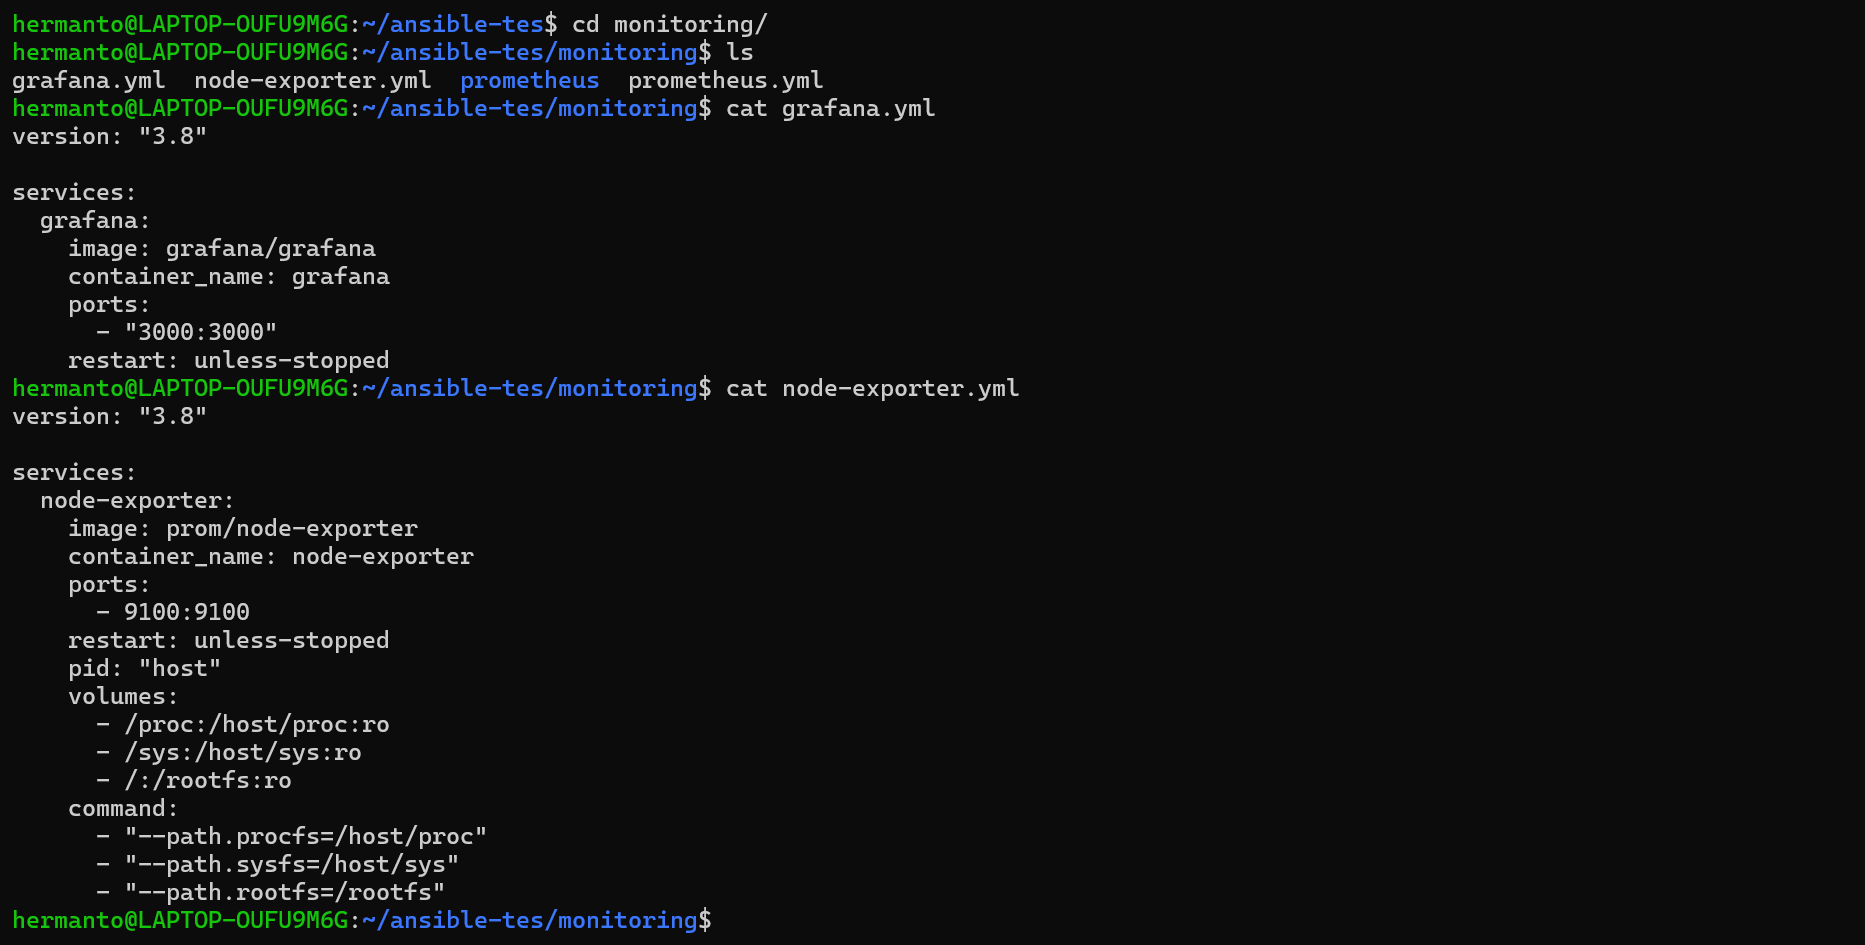 hermanto@LAPTOP-OUFU9M6G:~/ansible-tes$ cd monitoring/
hermanto@LAPTOP-OUFU9M6G:~/ansible-tes/monitoring$ ls
grafana.yml  node-exporter.yml  prometheus  prometheus.yml
hermanto@LAPTOP-OUFU9M6G:~/ansible-tes/monitoring$ cat grafana.yml
version: "3.8"

services:
  grafana:
    image: grafana/grafana
    container_name: grafana
    ports:
      - "3000:3000"
    restart: unless-stopped
hermanto@LAPTOP-OUFU9M6G:~/ansible-tes/monitoring$ cat node-exporter.yml
version: "3.8"

services:
  node-exporter:
    image: prom/node-exporter
    container_name: node-exporter
    ports:
      - 9100:9100
    restart: unless-stopped
    pid: "host"
    volumes:
      - /proc:/host/proc:ro
      - /sys:/host/sys:ro
      - /:/rootfs:ro
    command:
      - "--path.procfs=/host/proc"
      - "--path.sysfs=/host/sys"
      - "--path.rootfs=/rootfs"
hermanto@LAPTOP-OUFU9M6G:~/ansible-tes/monitoring$